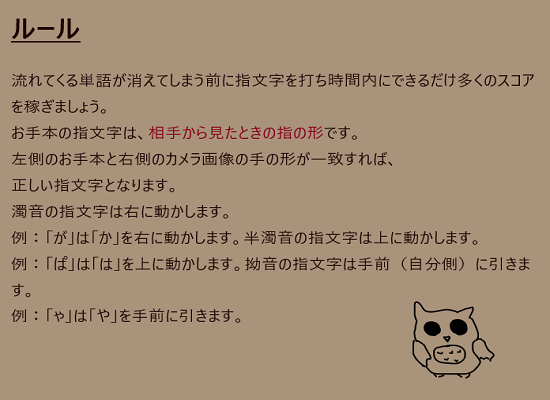 ルール
流れてくる単語が消えてしまう前に指文字を打ち時間内にできるだけ多くのスコア
を稼ぎましょう。
お手本の指文字は、相手から見たときの指の形です。
左側のお手本と右側のカメラ画像の手の形が一致すれば、
正しい指文字となります。
濁音の指文字は右に動かします。
例：「が」は「か」を右に動かします。半濁音の指文字は上に動かします。
例：「ぱ」は「は」を上に動かします。拗音の指文字は手前（自分側）に引きま
す。
例：「ゃ」は「や」を手前に引きます。